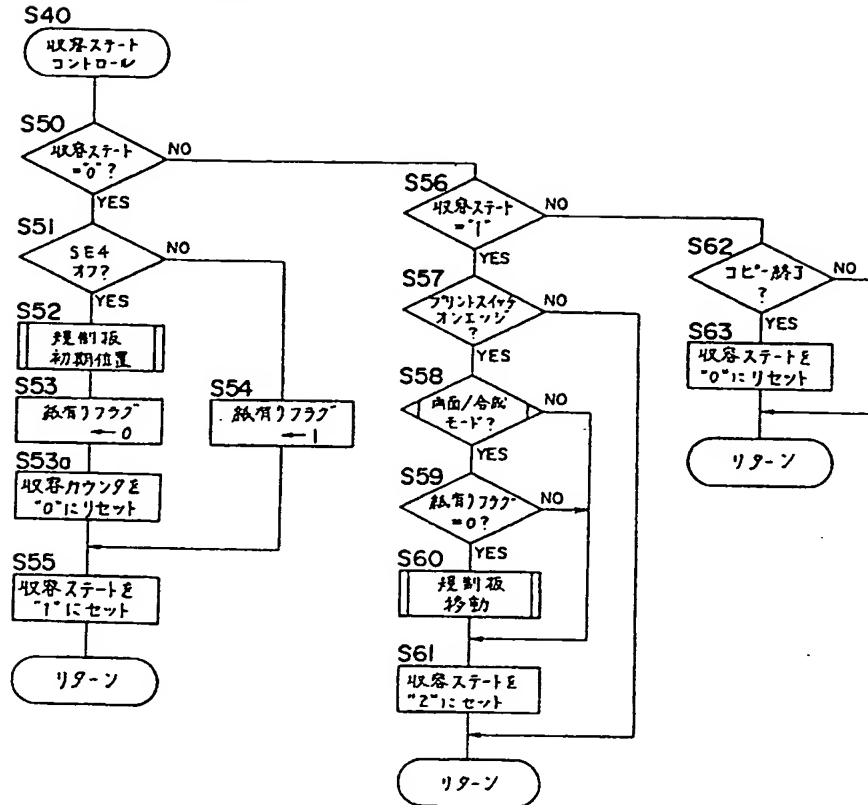 S40
収容ステート
コントロール
S50
収容ステート
="0"?
NO
YES
S51
SE4
オフ?
NO
YES
S52
規制板
初期位置
S53
紙有りフラグ
←0
S54
紙有りフラグ
←1
S53a
収容カウンタを
"0"にリセット
S55
収容ステートを
"1"にセット
リターン
S56
収容ステート
="1"
NO
YES
S57
プリントスイッチ
オンエッジ
?
NO
YES
S58
両面/合成
モード?
NO
YES
S59
紙有りフラグ
=0?
NO
YES
S60
規制板
移動
S61
収容ステートを
"2"にセット
リターン
S62
コピー終了
?
NO
YES
S63
収容ステートを
"0"にリセット
リターン